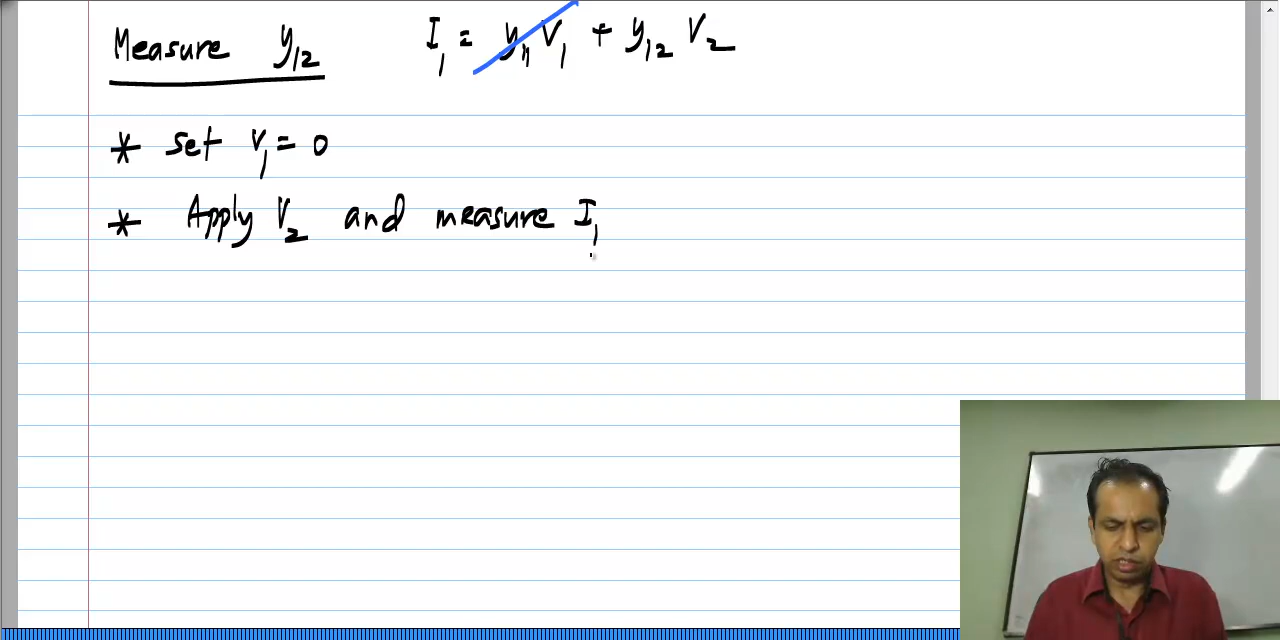 Measure y12 I1 = y11 V1 + y12 V2
* set V1 = 0
* Apply V2 and measure I1